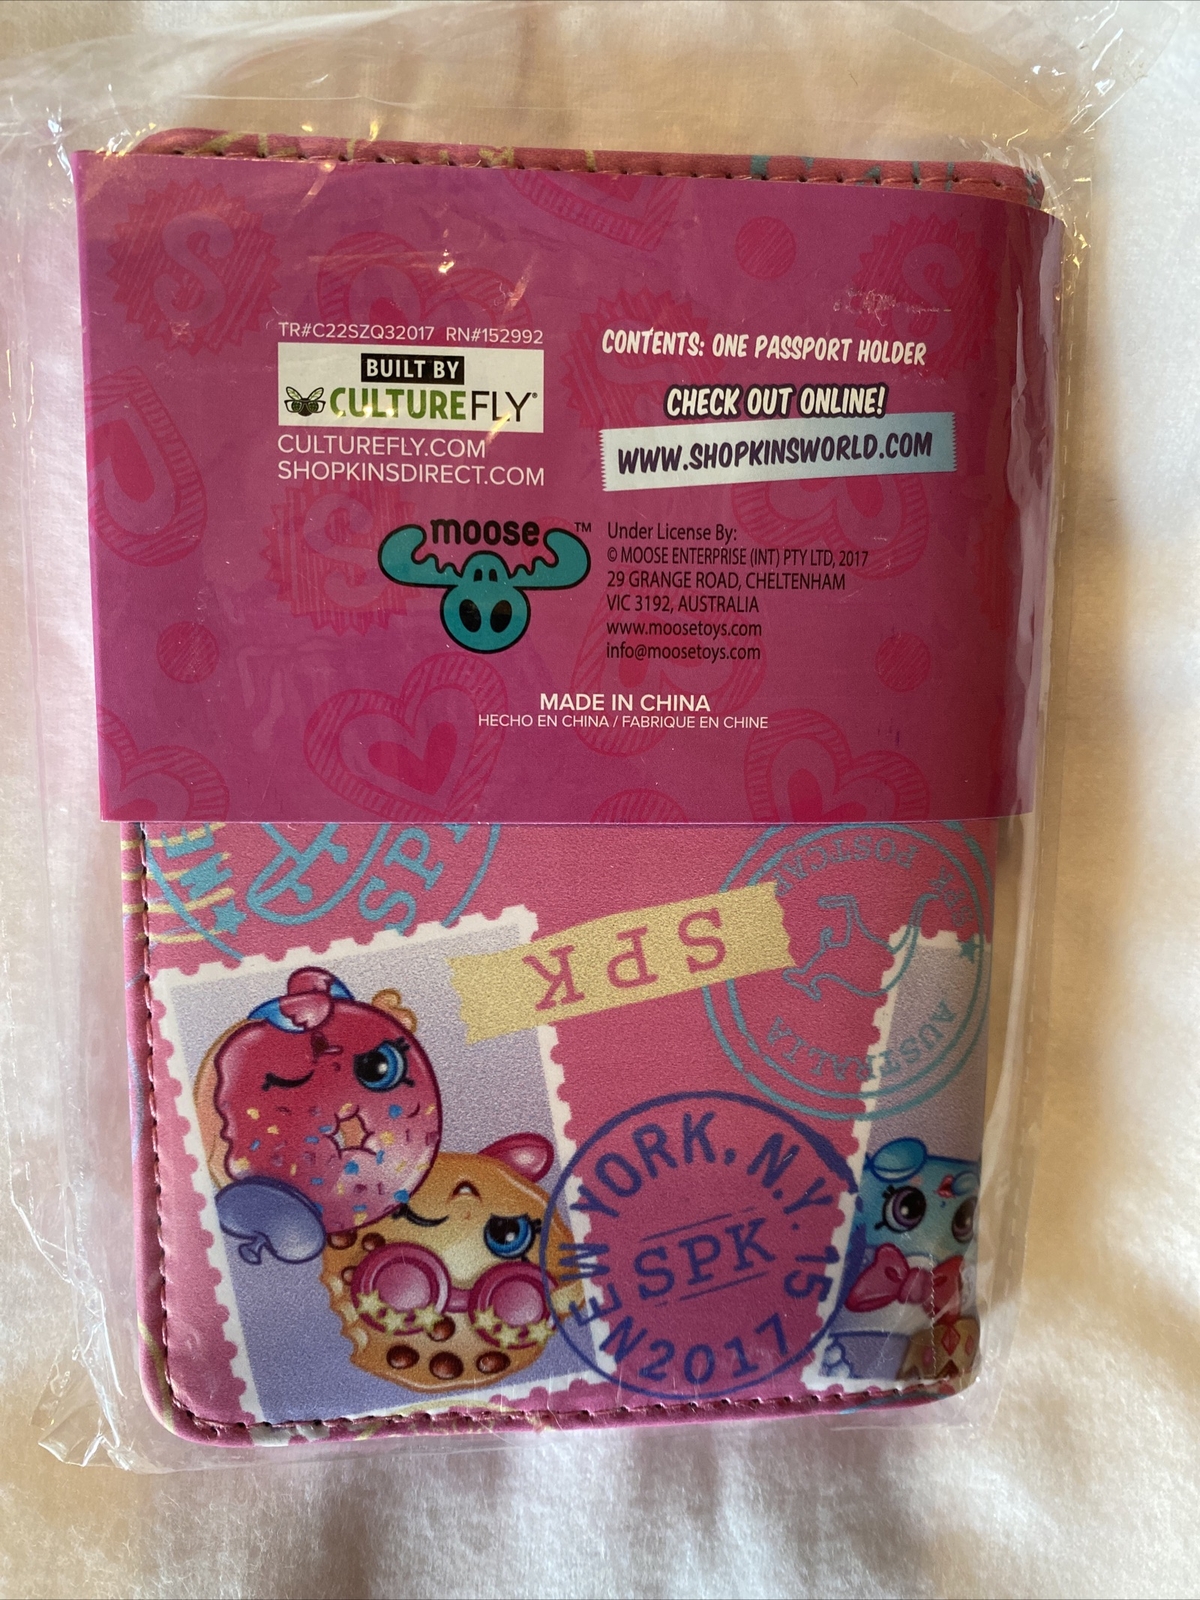 TR#C22SZQ32017 RN#152992
BUILT BY
CULTUREFLY®
CULTUREFLY.COM
SHOPKINSDIRECT.COM
CONTENTS: ONE PASSPORT HOLDER
CHECK OUT ONLINE!
WWW.SHOPKINSWORLD.COM
moose™
Under License By:
© MOOSE ENTERPRISE (INT) PTY LTD, 2017
29 GRANGE ROAD, CHELTENHAM
VIC 3192, AUSTRALIA
www.moosetoys.com
info@moosetoys.com
MADE IN CHINA
HECHO EN CHINA / FABRIQUE EN CHINE
SPK
SPK
AUSTRALIA
NEW YORK, N.Y. 15
SPK
2017